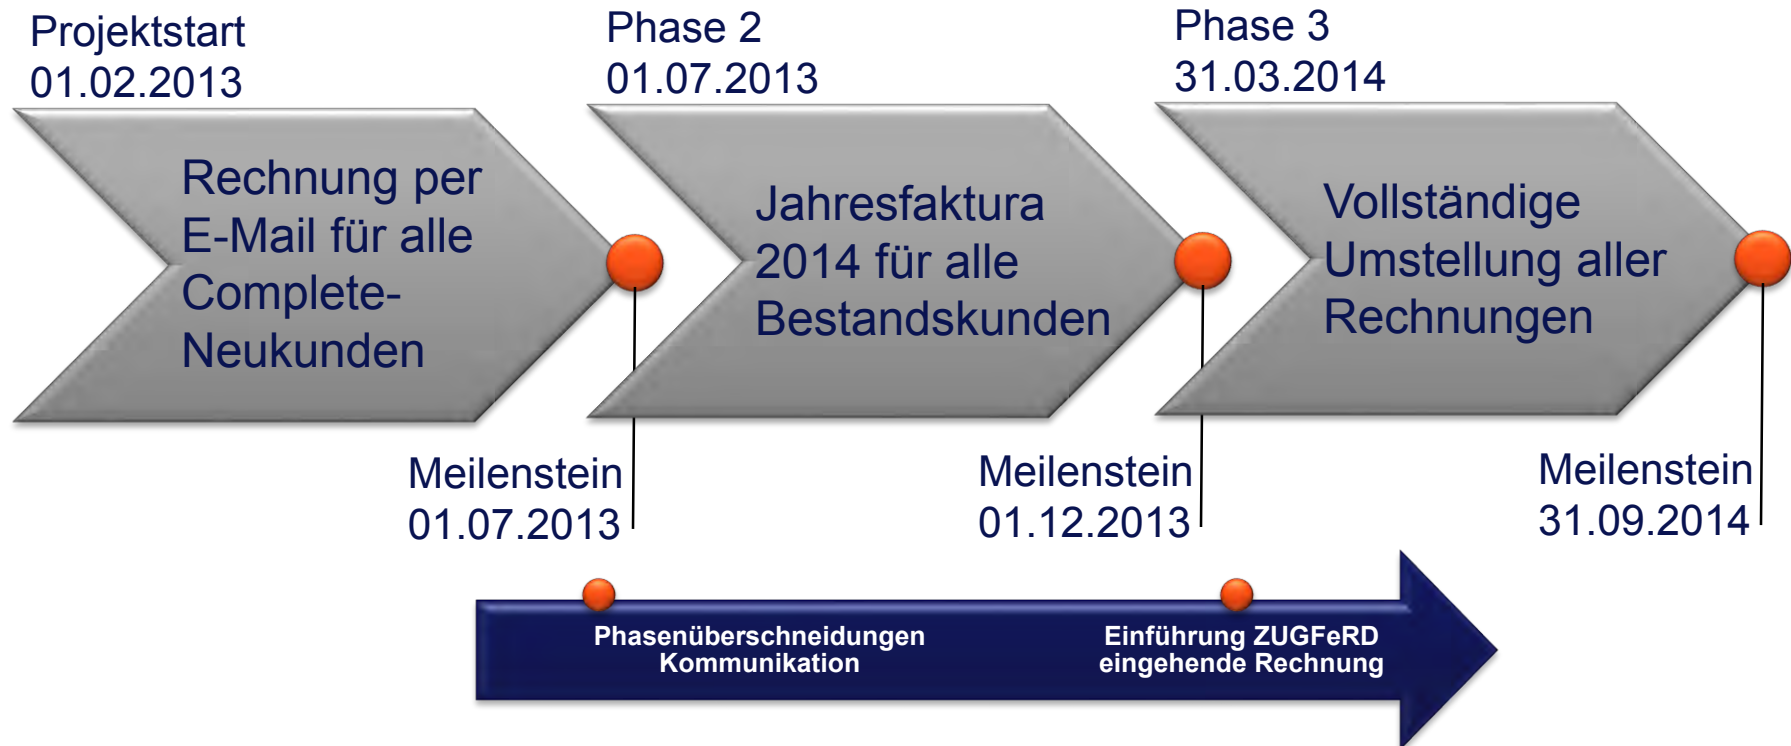 Projektstart
01.02.2013
Rechnung per
E-Mail für alle
Complete-
Neukunden
Meilenstein
01.07.2013
Phase 2
01.07.2013
Jahresfaktura
2014 für alle
Bestandskunden
Meilenstein
01.12.2013
Phase 3
31.03.2014
Vollständige
Umstellung aller
Rechnungen
Meilenstein
31.09.2014
Phasenüberschneidungen
Kommunikation
Einführung ZUGFeRD
eingehende Rechnung